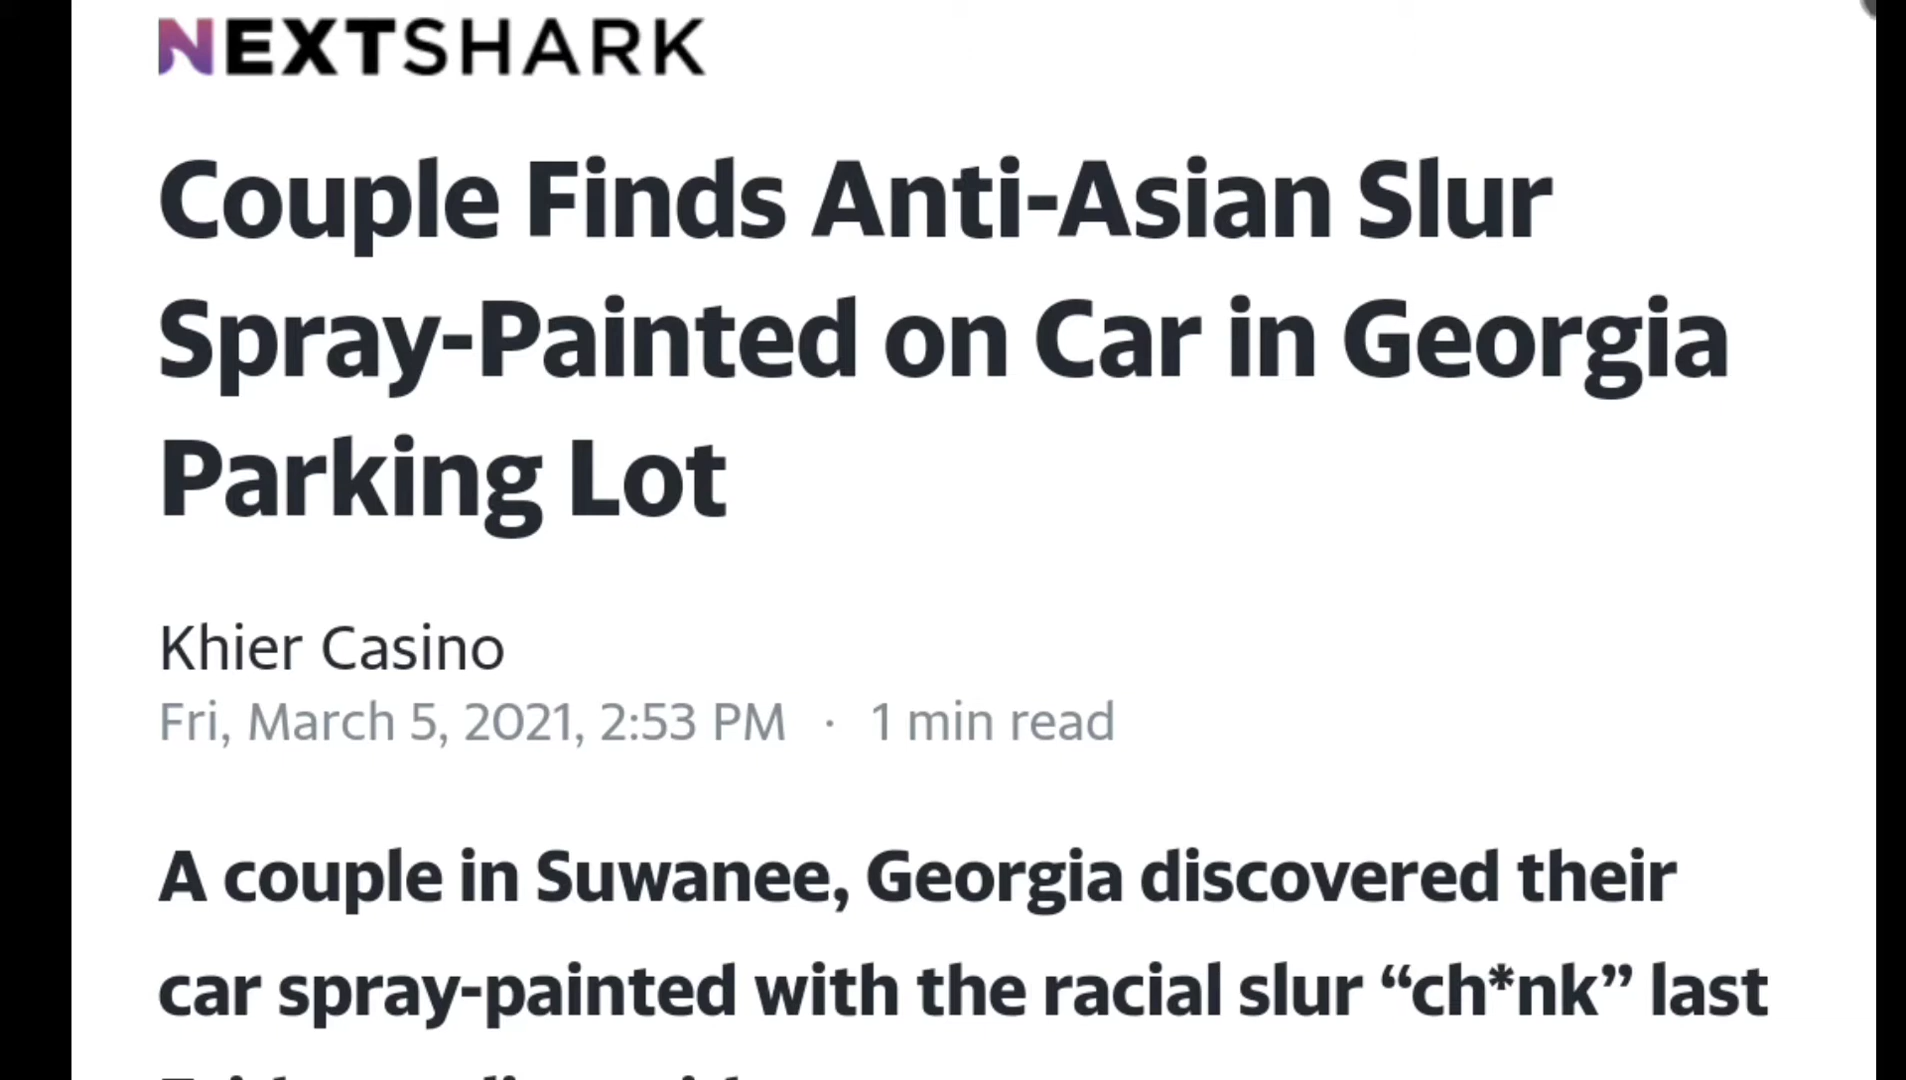 NEXTSHARK
Couple Finds Anti-Asian Slur
Spray-Painted on Car in Georgia
Parking Lot
Khier Casino
Fri, March 5, 2021, 2:53 PM · 1 min read
A couple in Suwanee, Georgia discovered their
car spray-painted with the racial slur “ch*nk” last